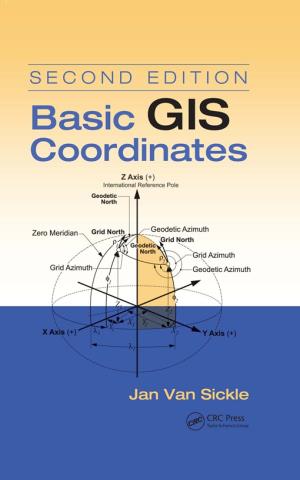 SECOND EDITION
Basic GIS
Coordinates
Z Axis (+)
International Reference Pole
Geodetic
North
Zero Meridian
Grid North
Geodetic Azimuth
Grid North
Geodetic
North
Grid Azimuth
Grid Azimuth
Geodetic Azimuth
X Axis (+)
Y Axis (+)
Jan Van Sickle
CRC
CRC Press
Taylor & Francis Group